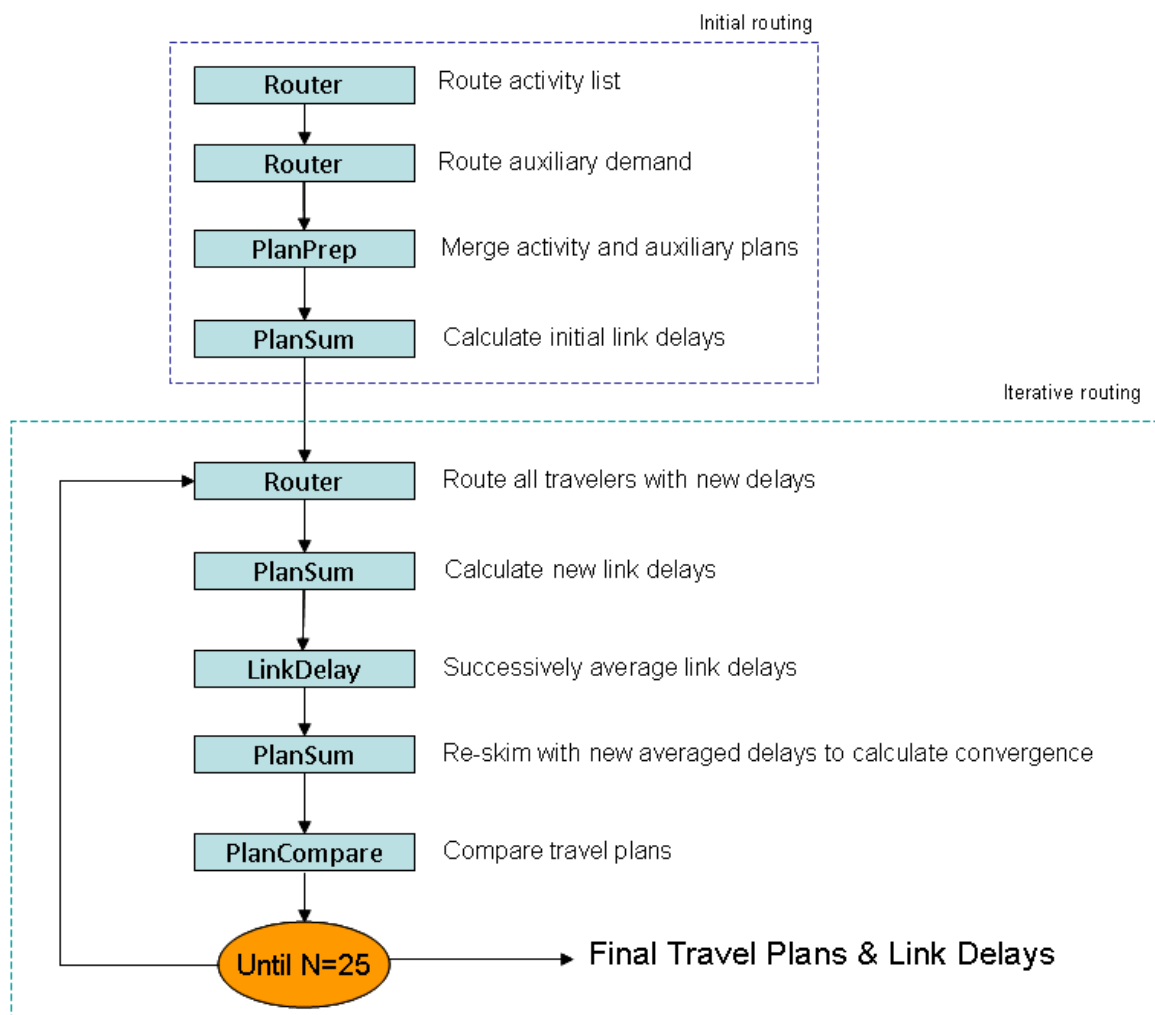 Initial routing
Router
Route activity list
Router
Route auxiliary demand
PlanPrep
Merge activity and auxiliary plans
PlanSum
Calculate initial link delays
Iterative routing
Router
Route all travelers with new delays
PlanSum
Calculate new link delays
LinkDelay
Successively average link delays
PlanSum
Re-skim with new averaged delays to calculate convergence
PlanCompare
Compare travel plans
Until N=25
Final Travel Plans & Link Delays